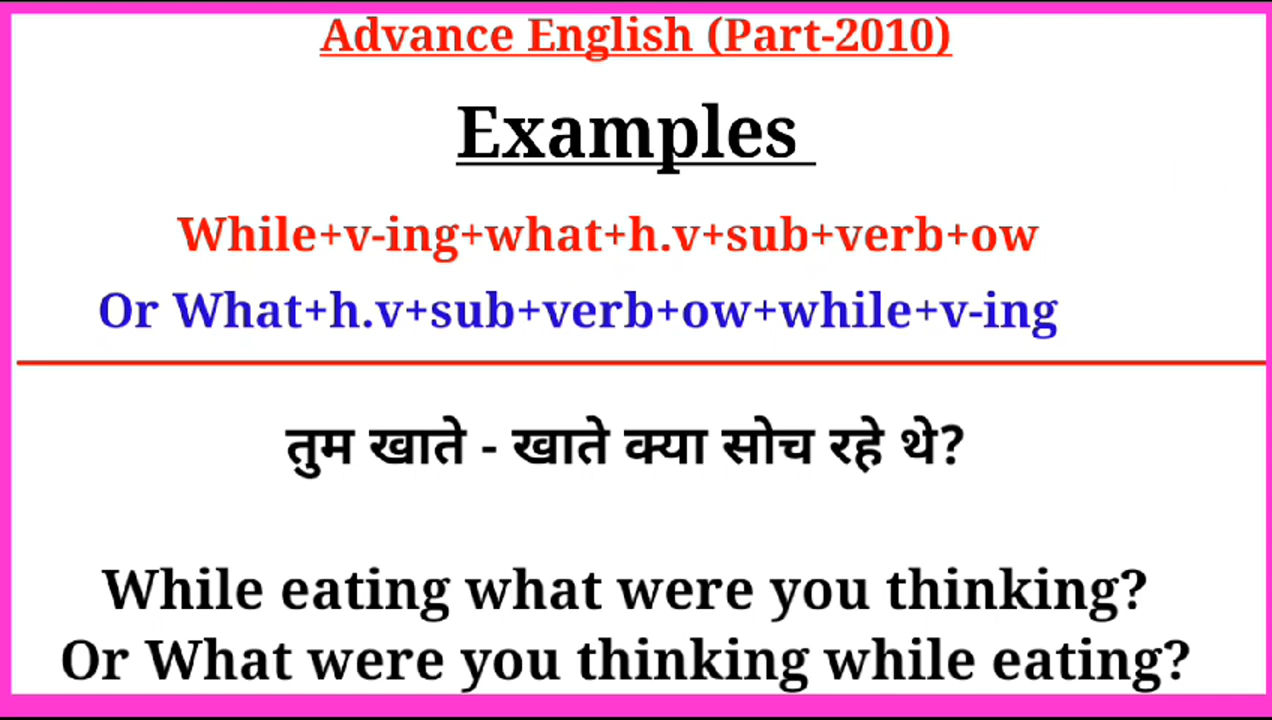 Advance English (Part-2010)
Examples
While+v-ing+what+h.v+sub+verb+ow
Or What+h.v+sub+verb+ow+while+v-ing
तुम खाते - खाते क्या सोच रहे थे?
While eating what were you thinking?
Or What were you thinking while eating?